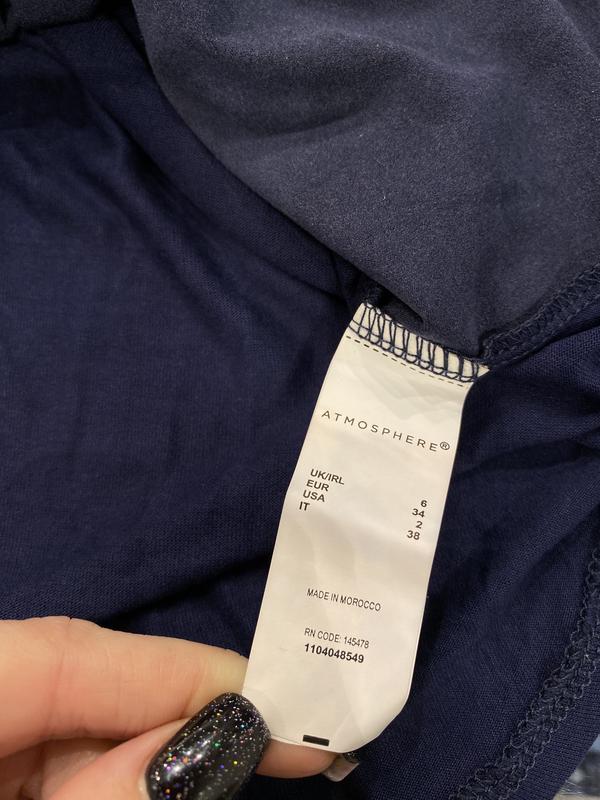 ATMOSPHERE®
UK/IRL 6
EUR 34
USA 2
IT 38
MADE IN MOROCCO
RN CODE: 145478
1104048549